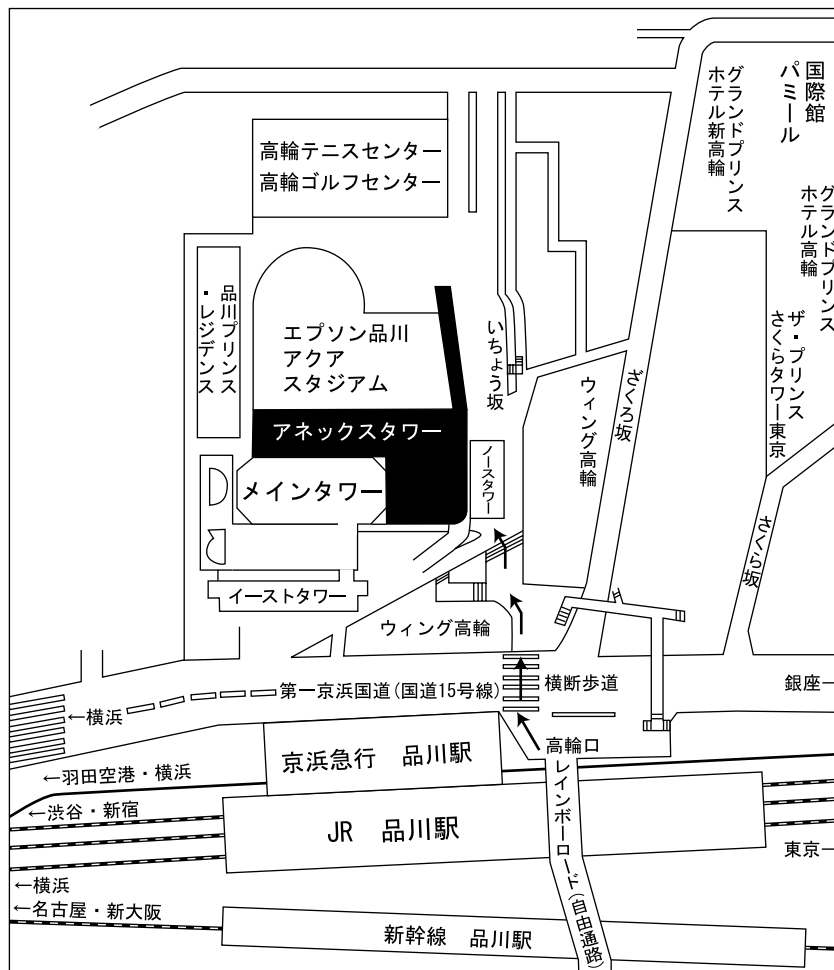 国際館
パミール
グランドプリンス
ホテル新高輪
高輪テニスセンター
高輪ゴルフセンター
グランドプリンス
ホテル高輪
品川プリンス
・レジデンス
エプソン品川
アクア
スタジアム
いちょう坂
ザ・プリンス
さくらタワー東京
ざくろ坂
ウィング高輪
アネックスタワー
ノースタワー
メインタワー
さくら坂
イーストタワー
ウィング高輪
第一京浜国道(国道15号線)
横断歩道
銀座→
←横浜
高輪口
京浜急行 品川駅
←羽田空港・横浜
←渋谷・新宿
JR 品川駅
レインボーロード(自由通路)
東京→
←横浜
←名古屋・新大阪
新幹線 品川駅